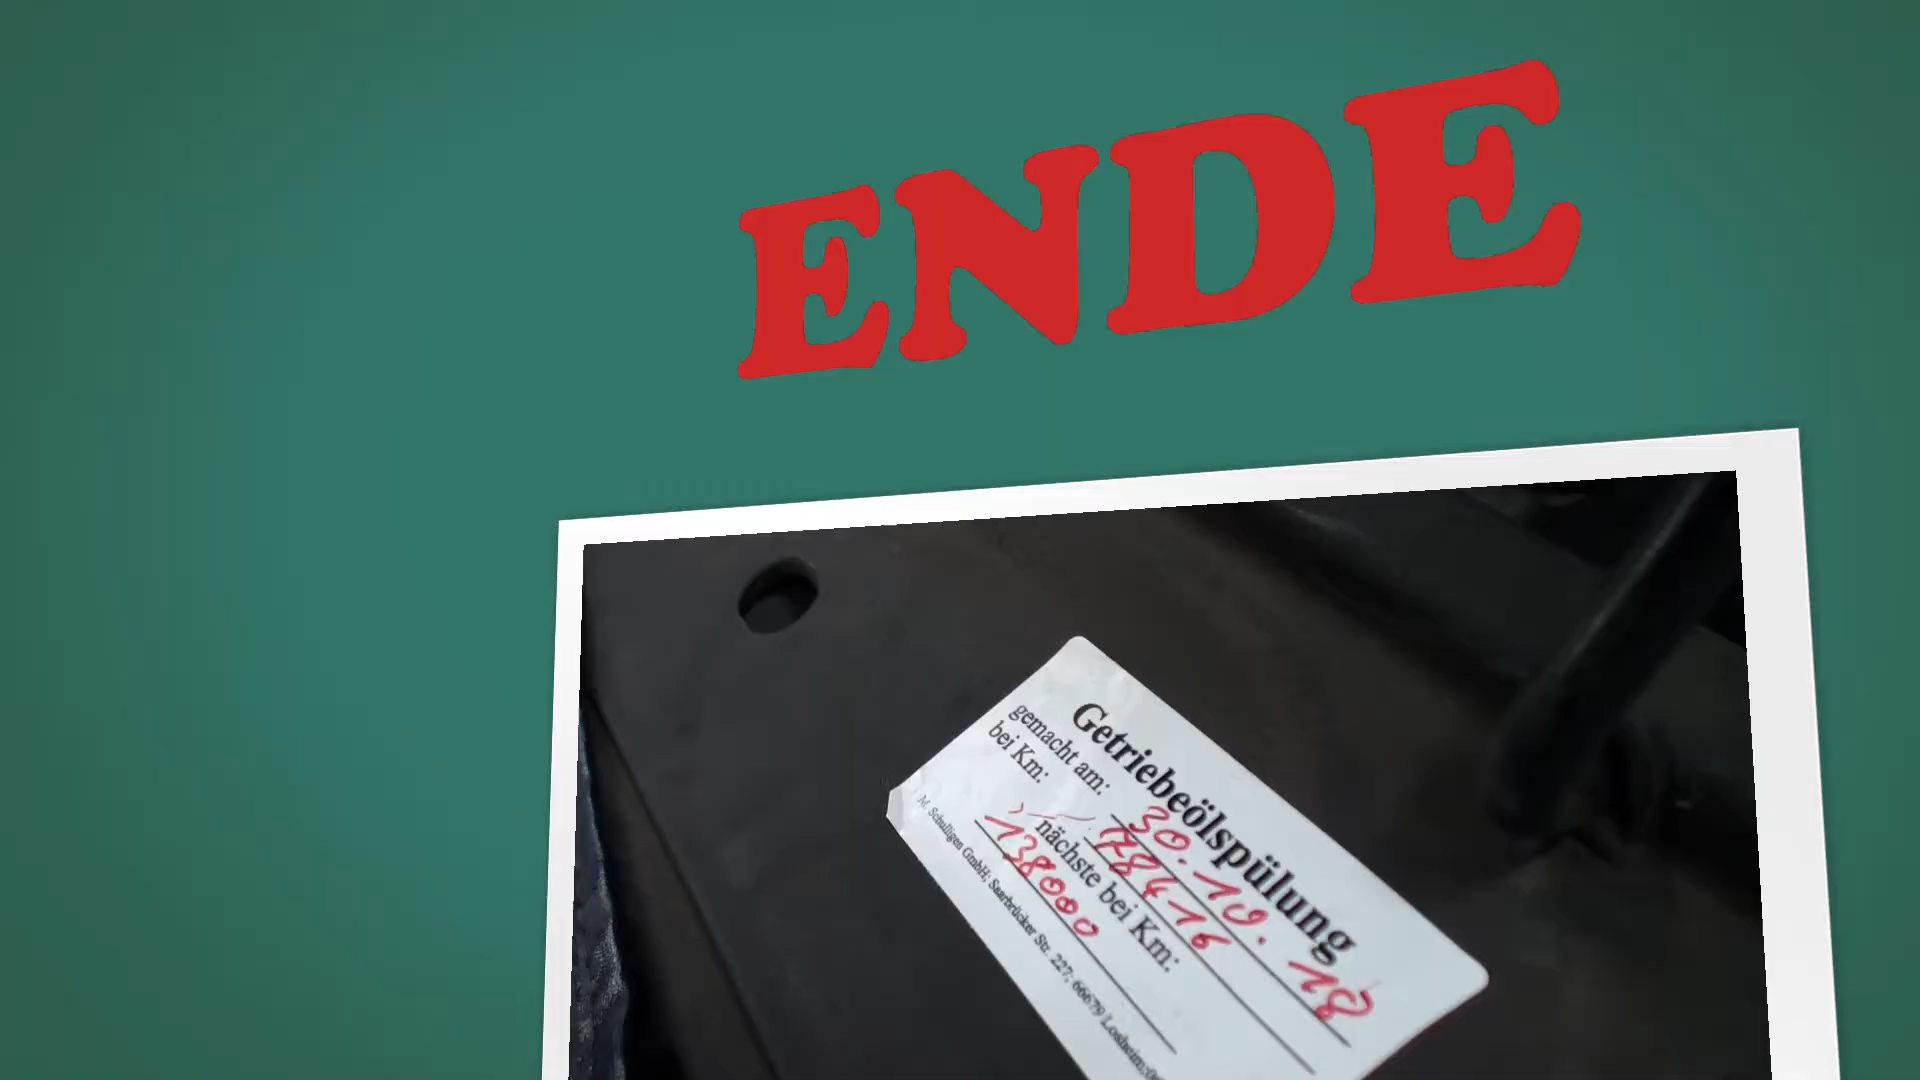 ENDE
Getriebeölspülung
gemacht am: 30.10.18
bei Km: 178416
nächste bei Km:
138000
M. Schulligen GmbH; Saarbrücker Str. 227; 66679 Losheim